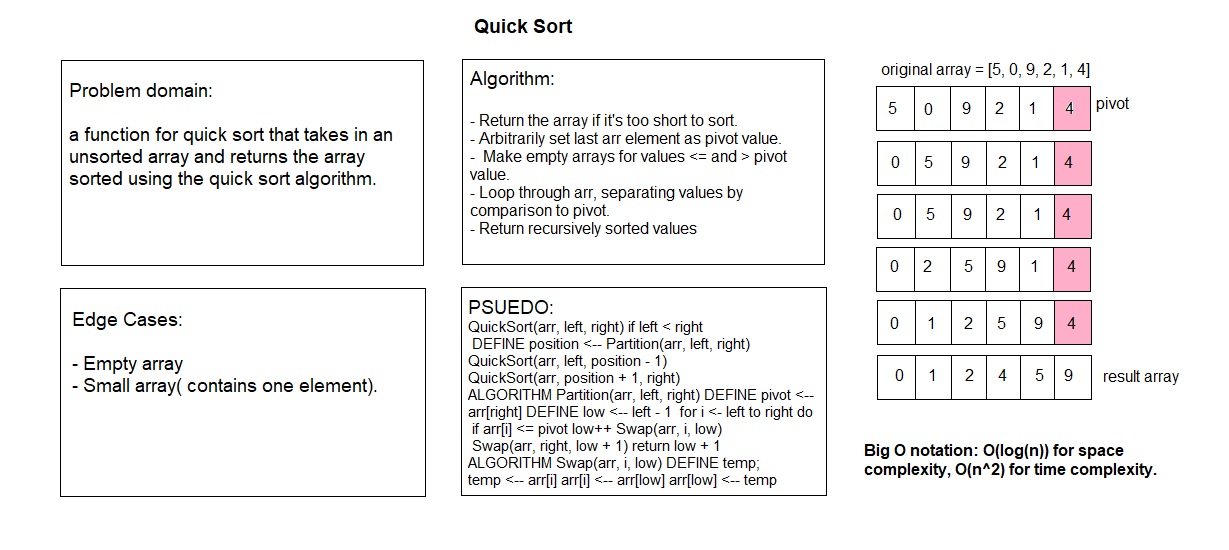 Quick Sort
Problem domain:
a function for quick sort that takes in an
unsorted array and returns the array
sorted using the quick sort algorithm.
Algorithm:
- Return the array if it's too short to sort.
- Arbitrarily set last arr element as pivot value.
- Make empty arrays for values <= and > pivot
value.
- Loop through arr, separating values by
comparison to pivot.
- Return recursively sorted values
Edge Cases:
- Empty array
- Small array( contains one element).
PSUEDO:
QuickSort(arr, left, right) if left < right
DEFINE position <-- Partition(arr, left, right)
QuickSort(arr, left, position - 1)
QuickSort(arr, position + 1, right)
ALGORITHM Partition(arr, left, right) DEFINE pivot <--
arr[right] DEFINE low <-- left - 1 for i <- left to right do
if arr[i] <= pivot low++ Swap(arr, i, low)
Swap(arr, right, low + 1) return low + 1
ALGORITHM Swap(arr, i, low) DEFINE temp;
temp <-- arr[i] arr[i] <-- arr[low] arr[low] <-- temp
original array = [5, 0, 9, 2, 1, 4]
5 0 9 2 1 4 pivot
0 5 9 2 1 4
0 5 9 2 1 4
0 2 5 9 1 4
0 1 2 5 9 4
0 1 2 4 5 9 result array
Big O notation: O(log(n)) for space
complexity, O(n^2) for time complexity.